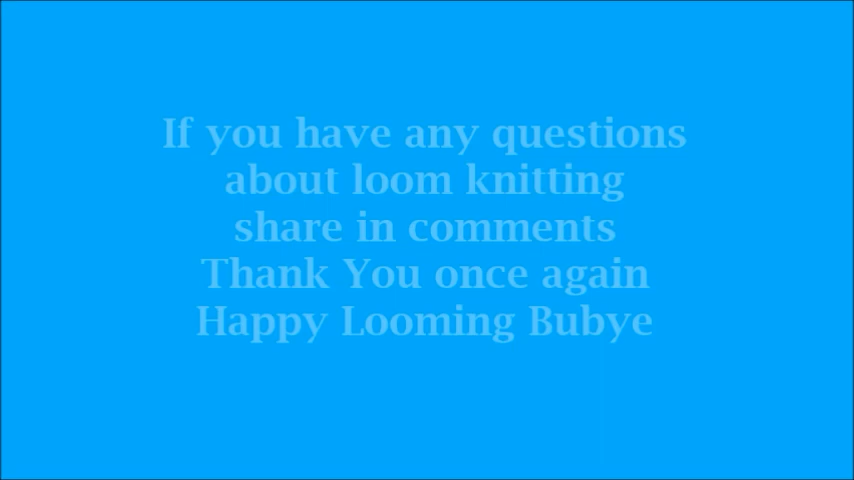 If you have any questions
about loom knitting
share in comments
Thank You once again
Happy Looming Bubye